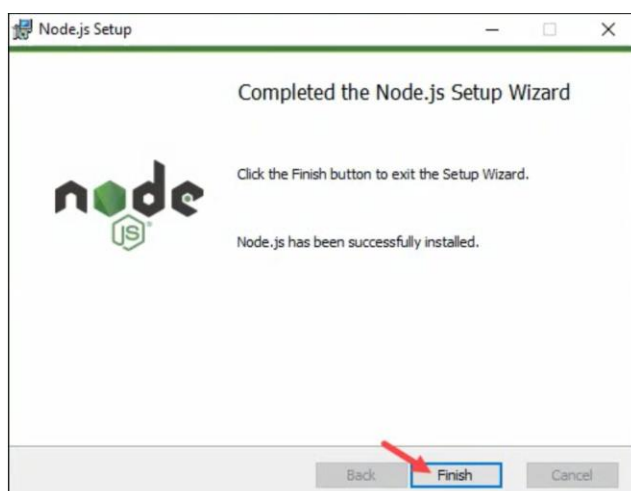 Node.js Setup
Completed the Node.js Setup Wizard
Click the Finish button to exit the Setup Wizard.
node
JS
Node.js has been successfully installed.
Back Finish Cancel